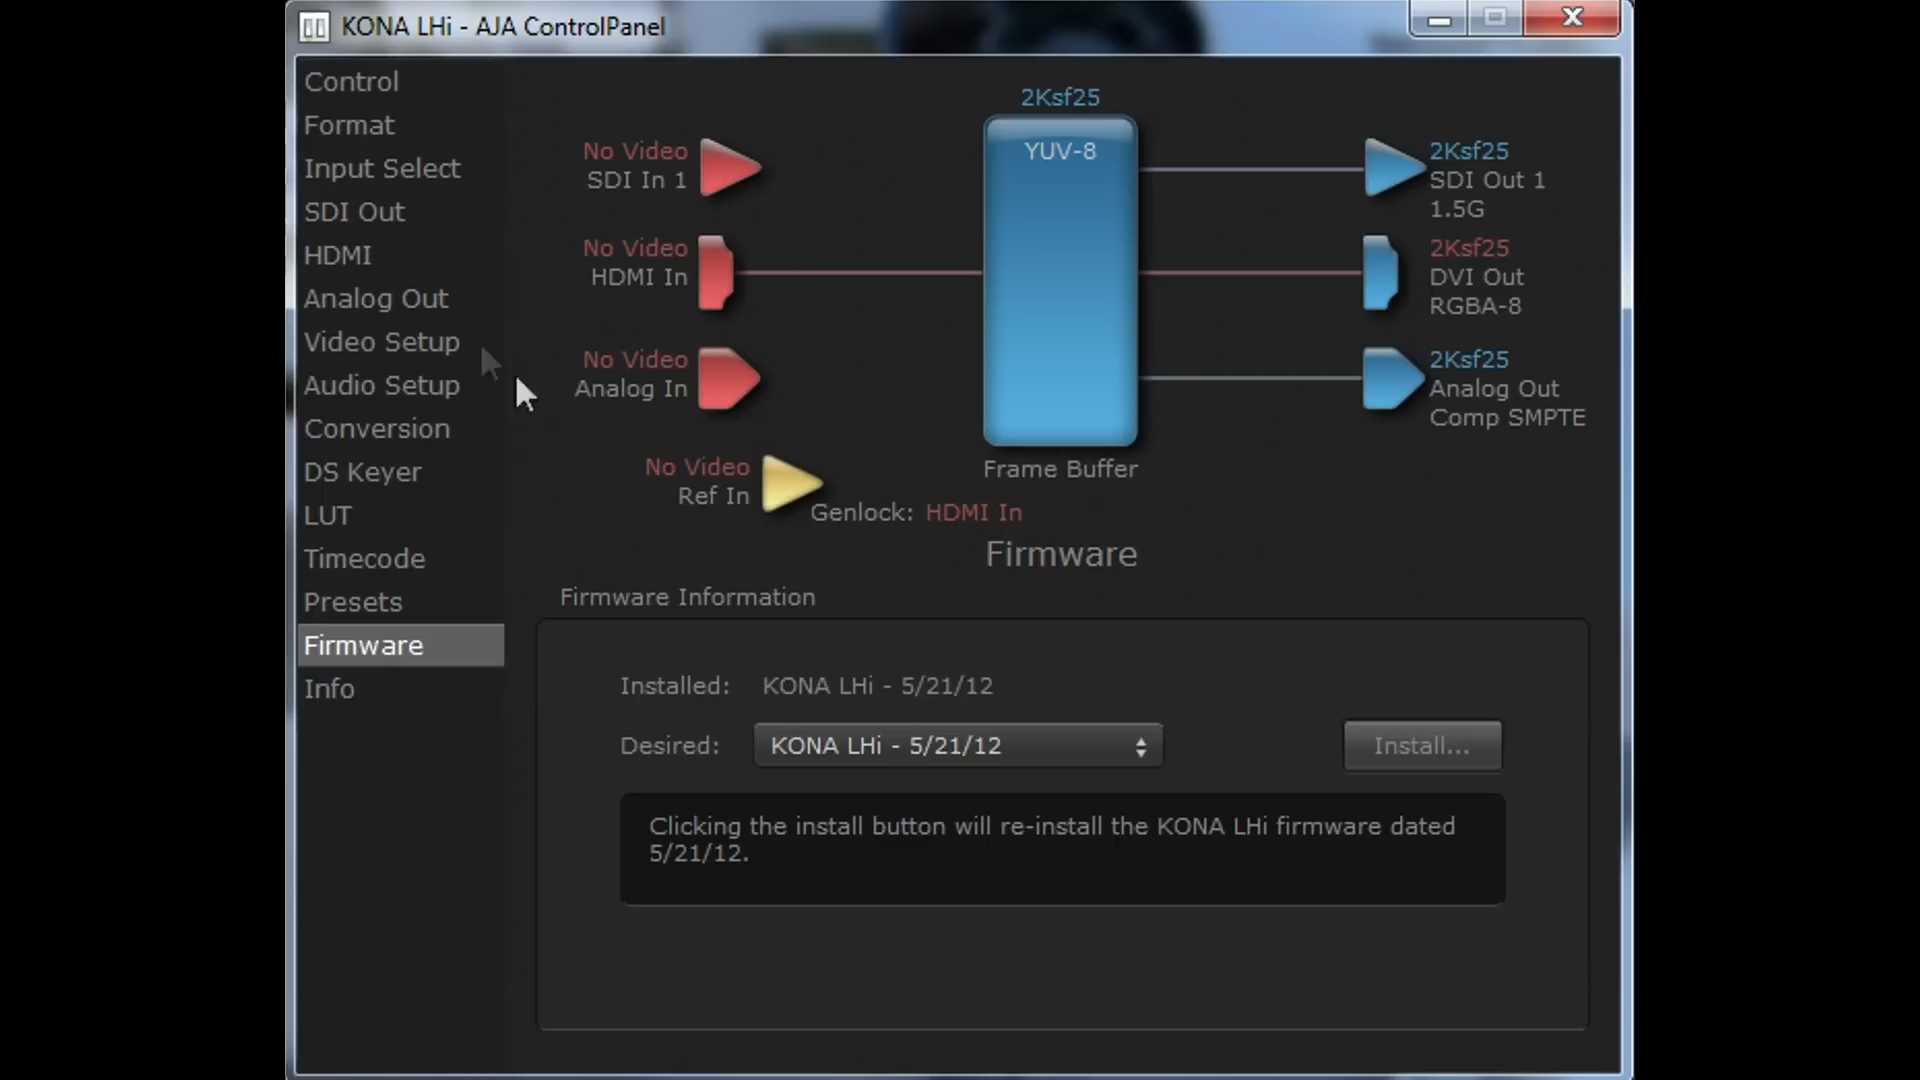 KONA LHi - AJA ControlPanel
Control
Format
Input Select
SDI Out
HDMI
Analog Out
Video Setup
Audio Setup
Conversion
DS Keyer
LUT
Timecode
Presets
Firmware
Info
2Ksf25
YUV-8
No Video
SDI In 1
No Video
HDMI In
No Video
Analog In
No Video
Ref In
Genlock: HDMI In
Frame Buffer
2Ksf25
SDI Out 1
1.5G
2Ksf25
DVI Out
RGBA-8
2Ksf25
Analog Out
Comp SMPTE
Firmware
Firmware Information
Installed: KONA LHi - 5/21/12
Desired: KONA LHi - 5/21/12
Install...
Clicking the install button will re-install the KONA LHi firmware dated
5/21/12.